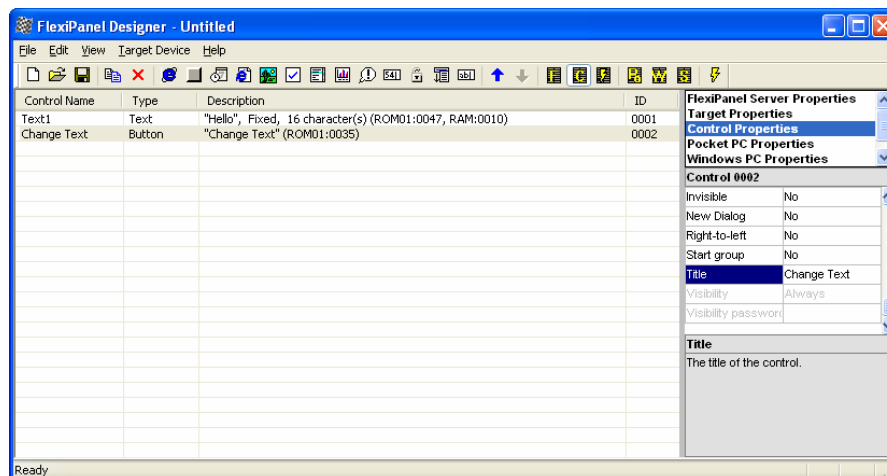 FlexiPanel Designer - Untitled
File Edit View Target Device Help
Control Name Type Description ID
Text1 Text "Hello", Fixed, 16 character(s) (ROM01:0047, RAM:0010) 0001
Change Text Button "Change Text" (ROM01:0035) 0002
FlexiPanel Server Properties
Target Properties
Control Properties
Pocket PC Properties
Windows PC Properties
Control 0002
Invisible No
New Dialog No
Right-to-left No
Start group No
Title Change Text
Visibility Always
Visibility password
Title
The title of the control.
Ready